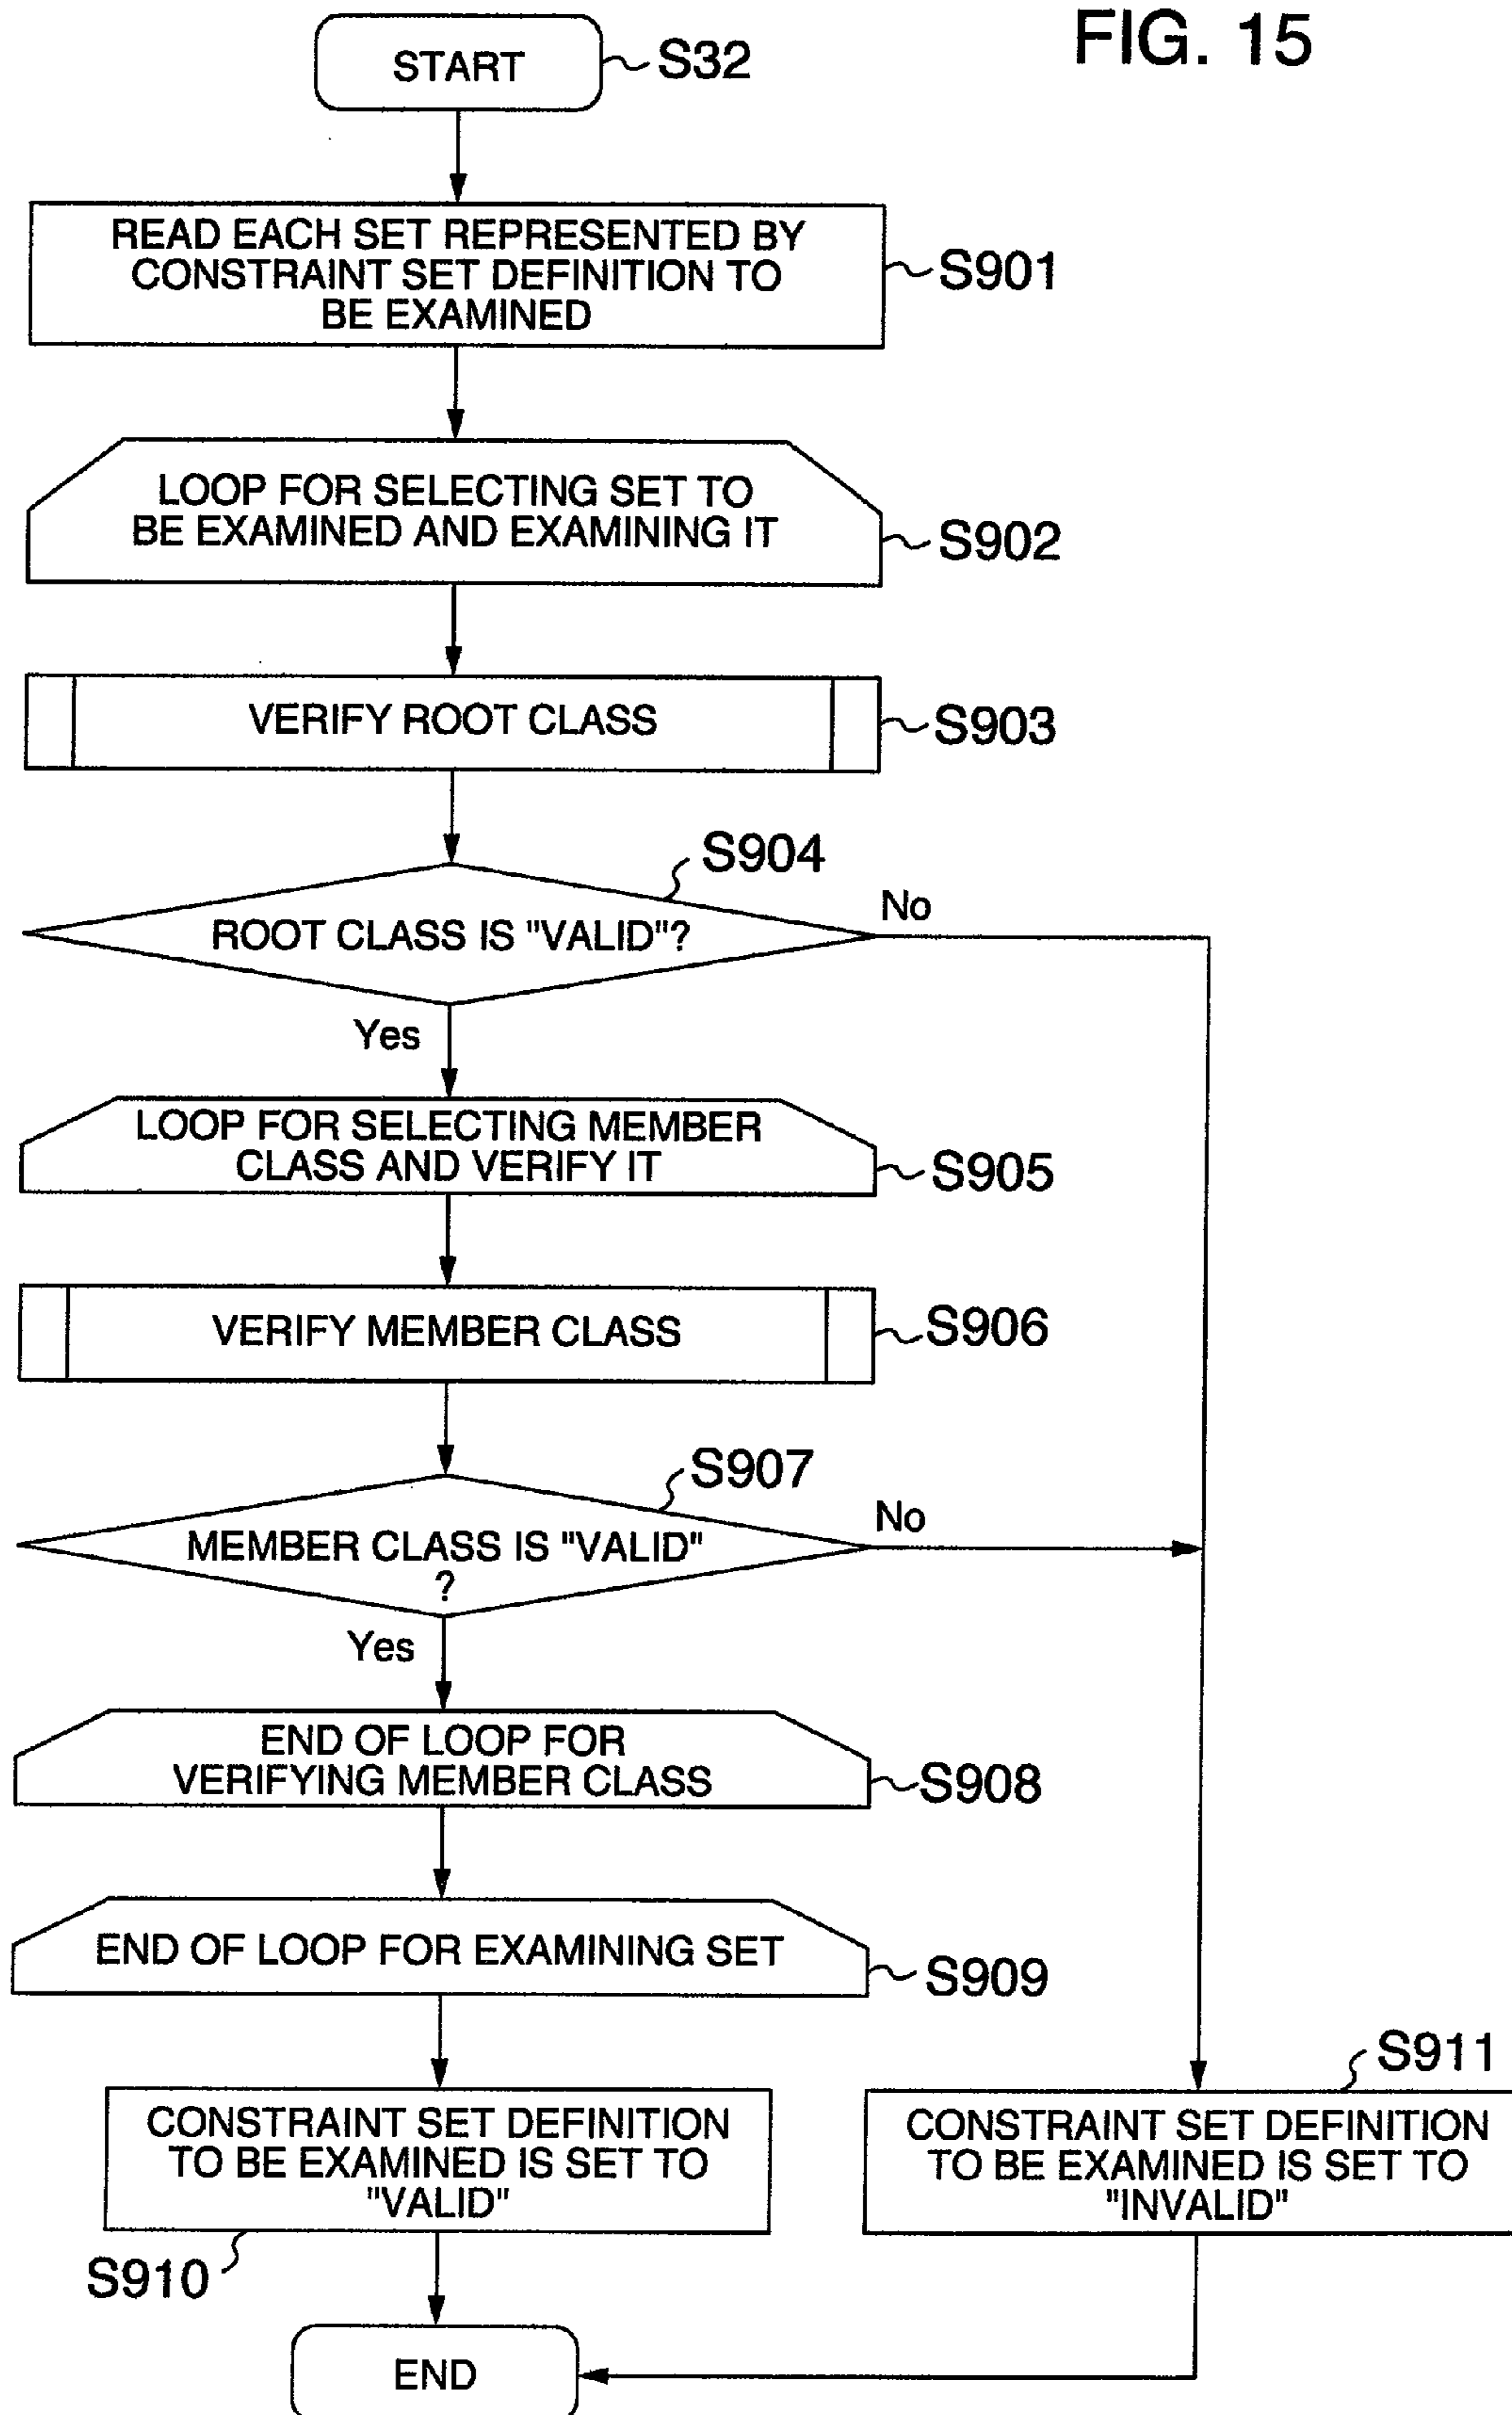 FIG. 15
START
S32
READ EACH SET REPRESENTED BY
CONSTRAINT SET DEFINITION TO
BE EXAMINED
S901
LOOP FOR SELECTING SET TO
BE EXAMINED AND EXAMINING IT
S902
VERIFY ROOT CLASS
S903
S904
ROOT CLASS IS "VALID"?
No
Yes
LOOP FOR SELECTING MEMBER
CLASS AND VERIFY IT
S905
VERIFY MEMBER CLASS
S906
S907
MEMBER CLASS IS "VALID"
?
No
Yes
END OF LOOP FOR
VERIFYING MEMBER CLASS
S908
END OF LOOP FOR EXAMINING SET
S909
CONSTRAINT SET DEFINITION
TO BE EXAMINED IS SET TO
"VALID"
S910
S911
CONSTRAINT SET DEFINITION
TO BE EXAMINED IS SET TO
"INVALID"
END